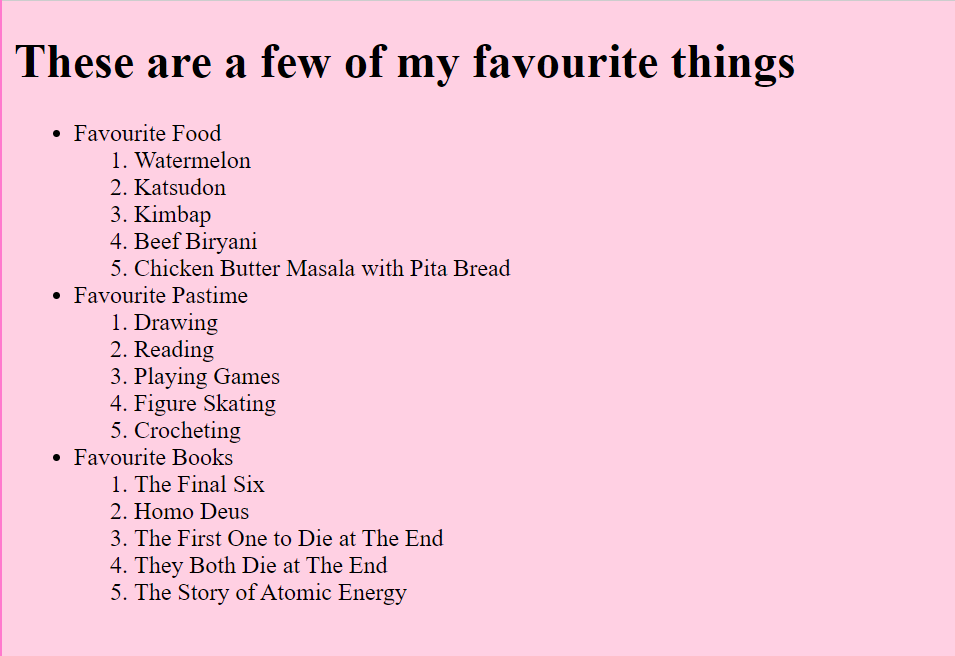 These are a few of my favourite things
• Favourite Food
1. Watermelon
2. Katsudon
3. Kimbap
4. Beef Biryani
5. Chicken Butter Masala with Pita Bread
• Favourite Pastime
1. Drawing
2. Reading
3. Playing Games
4. Figure Skating
5. Crocheting
• Favourite Books
1. The Final Six
2. Homo Deus
3. The First One to Die at The End
4. They Both Die at The End
5. The Story of Atomic Energy